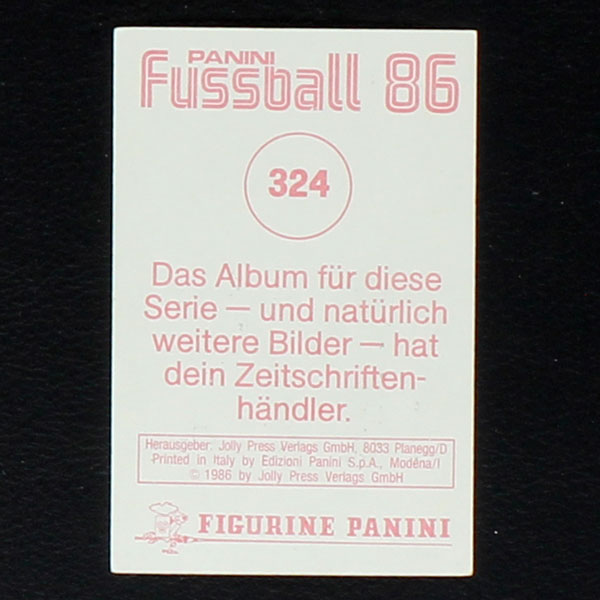 PANINI
Fussball 86
324
Das Album für diese
Serie — und natürlich
weitere Bilder — hat
dein Zeitschriften-
händler.
Herausgeber: Jolly Press Verlags GmbH, 8033 Planegg/D
Printed in Italy by Edizioni Panini S.p.A., Modena/I
© 1986 by Jolly Press Verlags GmbH
FIGURINE PANINI